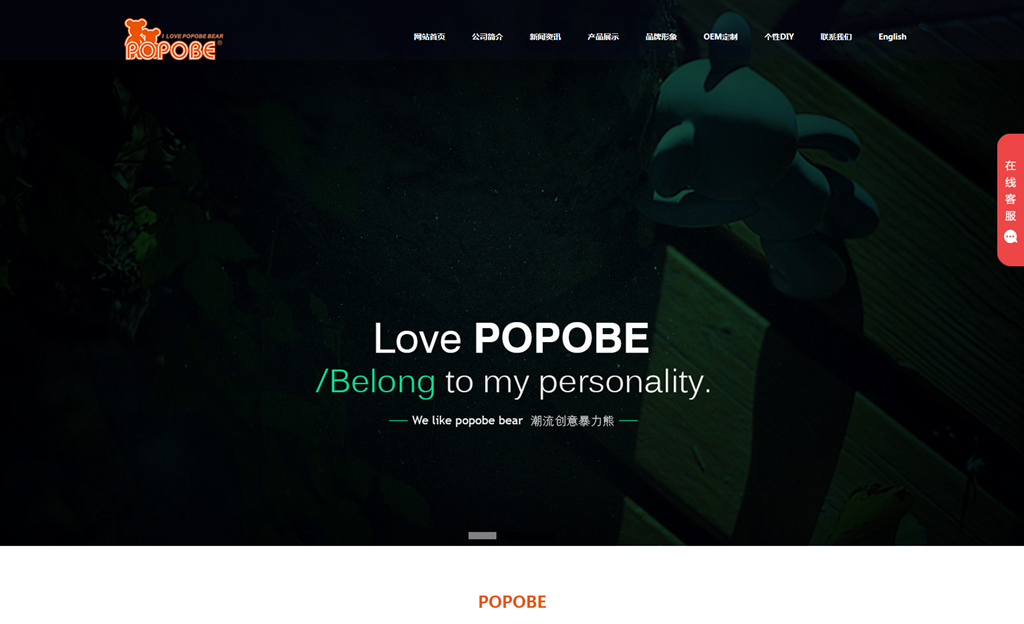 I LOVE POPOBE BEAR
POPOBE®
网站首页 公司简介 新闻资讯 产品展示 品牌形象 OEM定制 个性DIY 联系我们 English
在线客服
Love POPOBE
/Belong to my personality.
We like popobe bear 潮流创意暴力熊
POPOBE